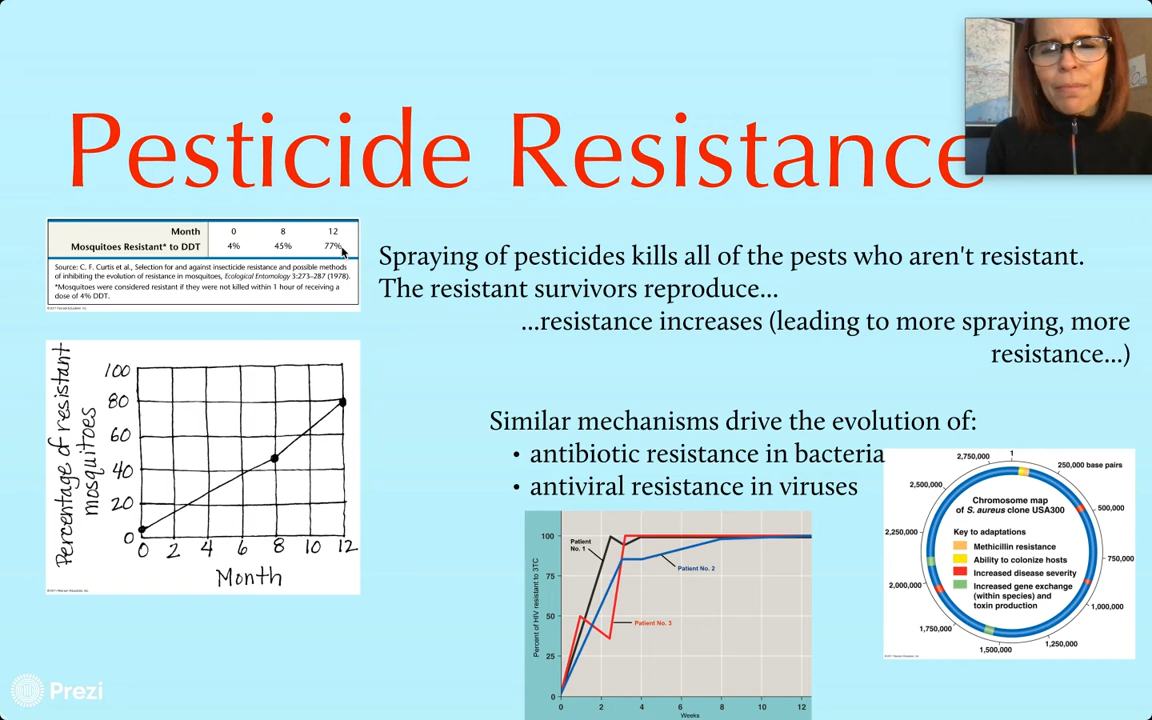 Pesticide Resistance
Month 0 8 12
Mosquitoes Resistant* to DDT 4% 45% 77%
Source: C. F. Curtis et al., Selection for and against insecticide resistance and possible methods
of inhibiting the evolution of resistance in mosquitoes, Ecological Entomology 3:273–287 (1978).
*Mosquitoes were considered resistant if they were not killed within 1 hour of receiving a
dose of 4% DDT.
Spraying of pesticides kills all of the pests who aren't resistant.
The resistant survivors reproduce...
...resistance increases (leading to more spraying, more
resistance...)
Percentage of resistant
mosquitoes
100
80
60
40
20
0
0 2 4 6 8 10 12
Month
Similar mechanisms drive the evolution of:
• antibiotic resistance in bacteria
• antiviral resistance in viruses
Percent of HIV resistant to 3TC
100
75
50
25
0
Patient
No. 1
Patient No. 2
Patient No. 3
0 2 4 6 8 10 12
Weeks
1
250,000 base pairs
500,000
750,000
1,000,000
1,250,000
1,500,000
1,750,000
2,000,000
2,250,000
2,500,000
2,750,000
Chromosome map
of S. aureus clone USA300
Key to adaptations
Methicillin resistance
Ability to colonize hosts
Increased disease severity
Increased gene exchange
(within species) and
toxin production
Prezi